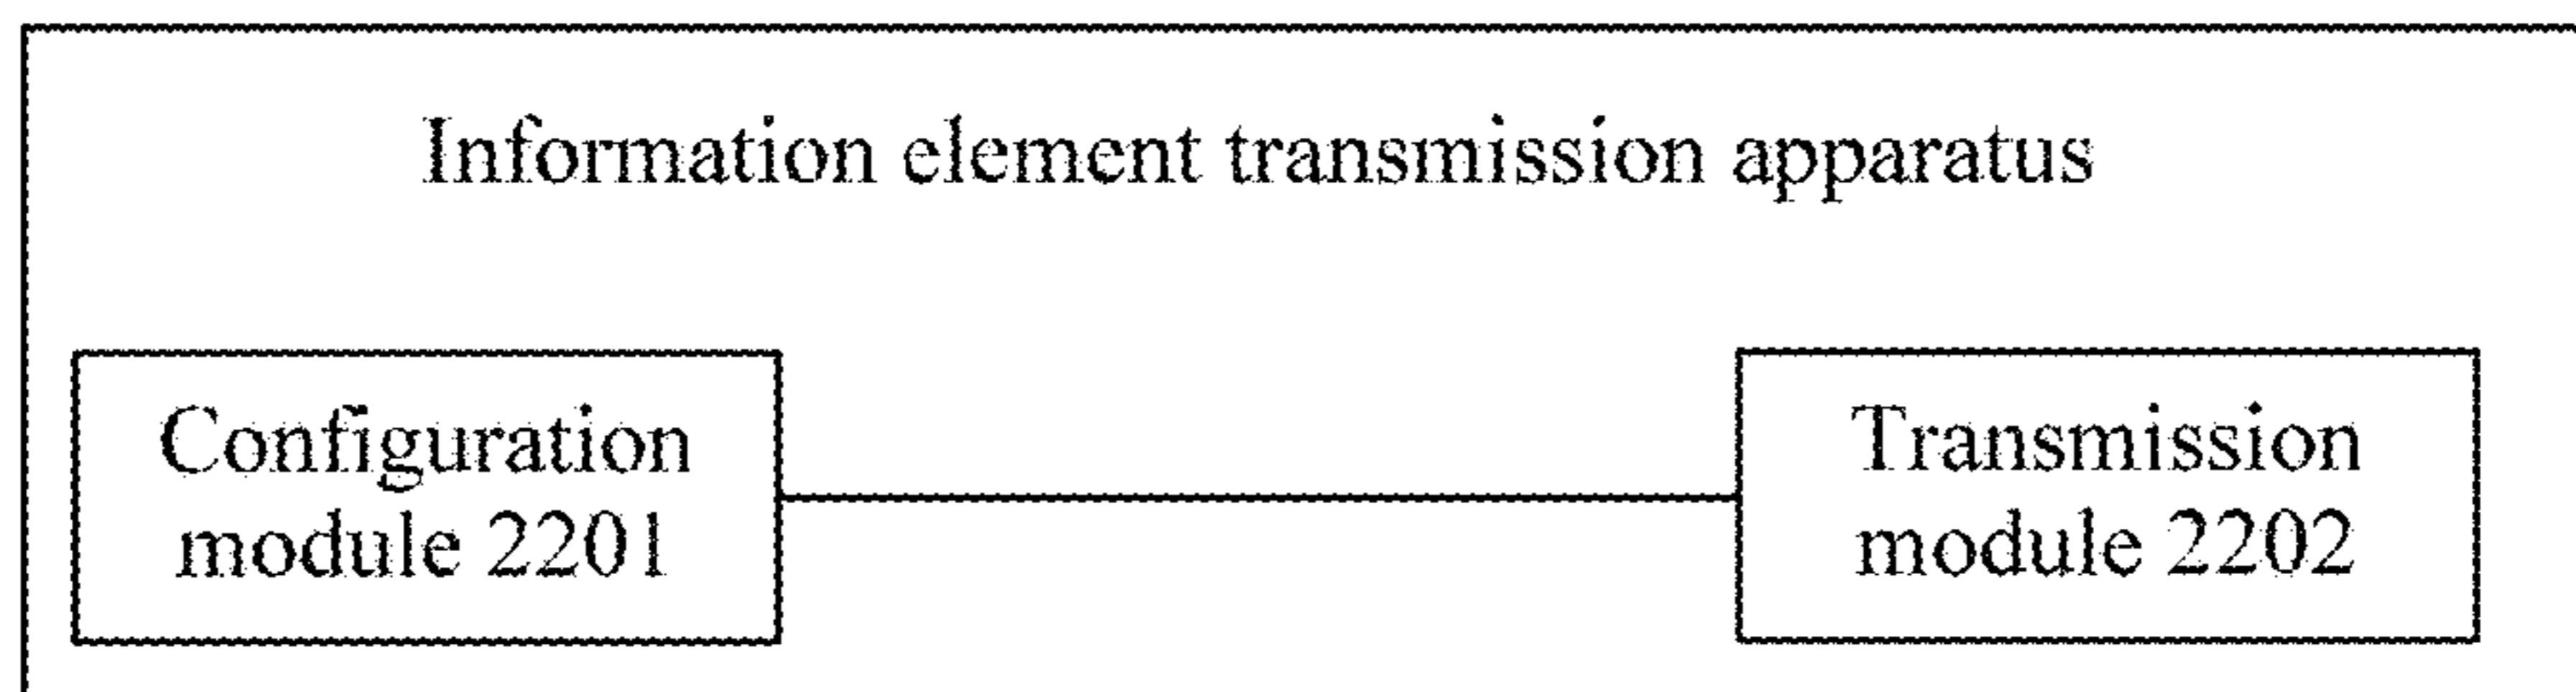 Information element transmission apparatus
Configuration
module 2201
Transmission
module 2202